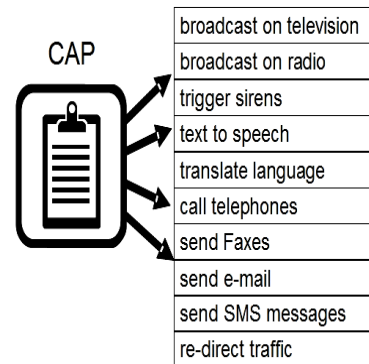 CAP
broadcast on television
broadcast on radio
trigger sirens
text to speech
translate language
call telephones
send Faxes
send e-mail
send SMS messages
re-direct traffic